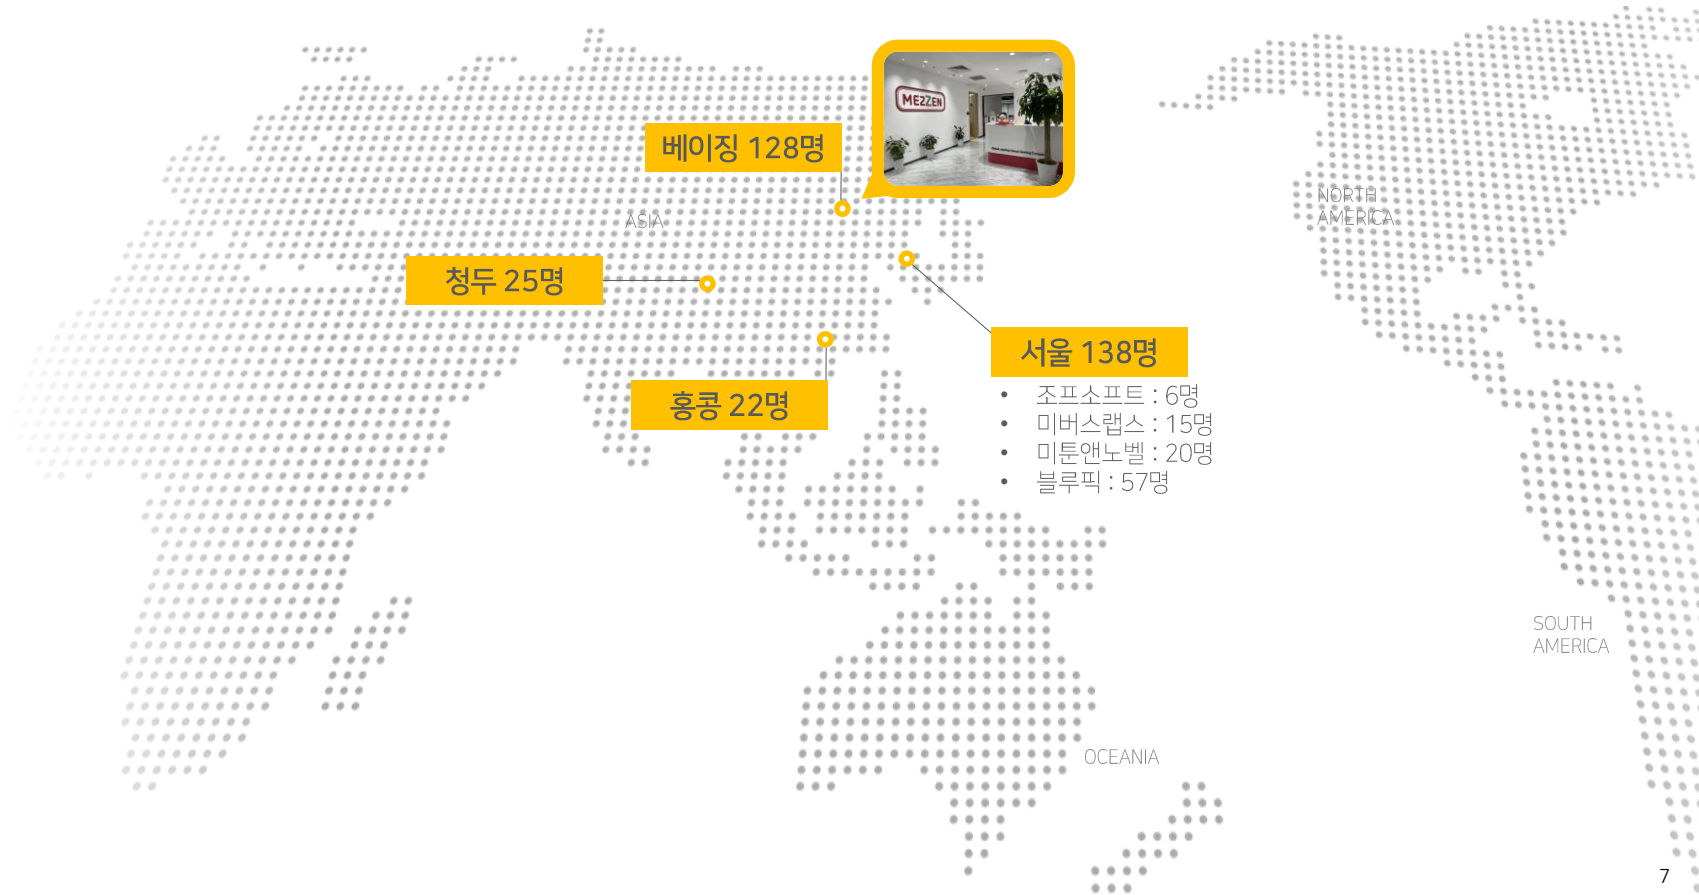 MEZZEN
베이징 128명
ASIA
NORTH
AMERICA
청두 25명
서울 138명
• 조프소프트 : 6명
• 미버스랩스 : 15명
• 미툰앤노벨 : 20명
• 블루픽 : 57명
홍콩 22명
SOUTH
AMERICA
OCEANIA
7